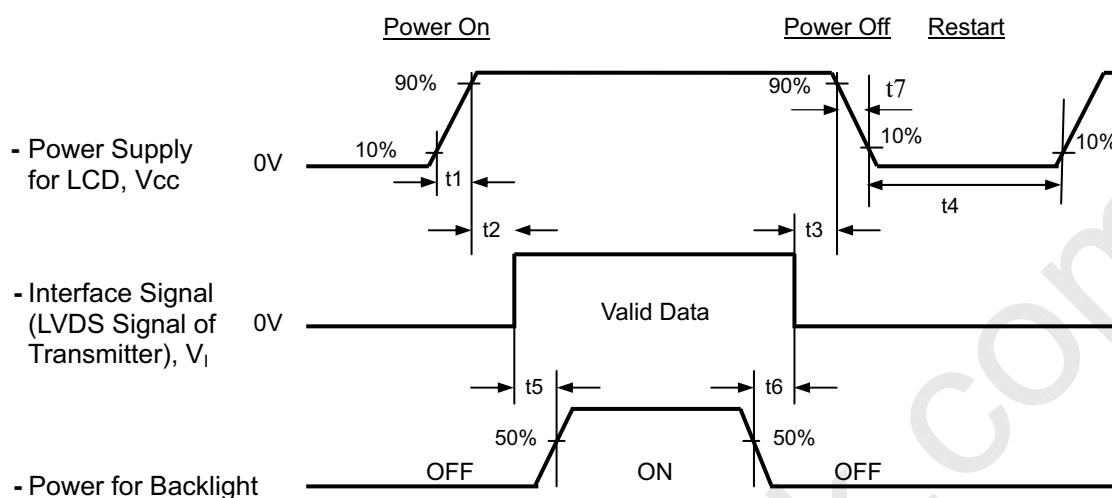 Power On
Power Off
Restart
90%
90%
t7
- Power Supply
for LCD, Vcc
0V
10%
10%
10%
t1
t4
t2
t3
- Interface Signal
(LVDS Signal of
Transmitter), VI
0V
Valid Data
t5
t6
50%
50%
- Power for Backlight
OFF
ON
OFF